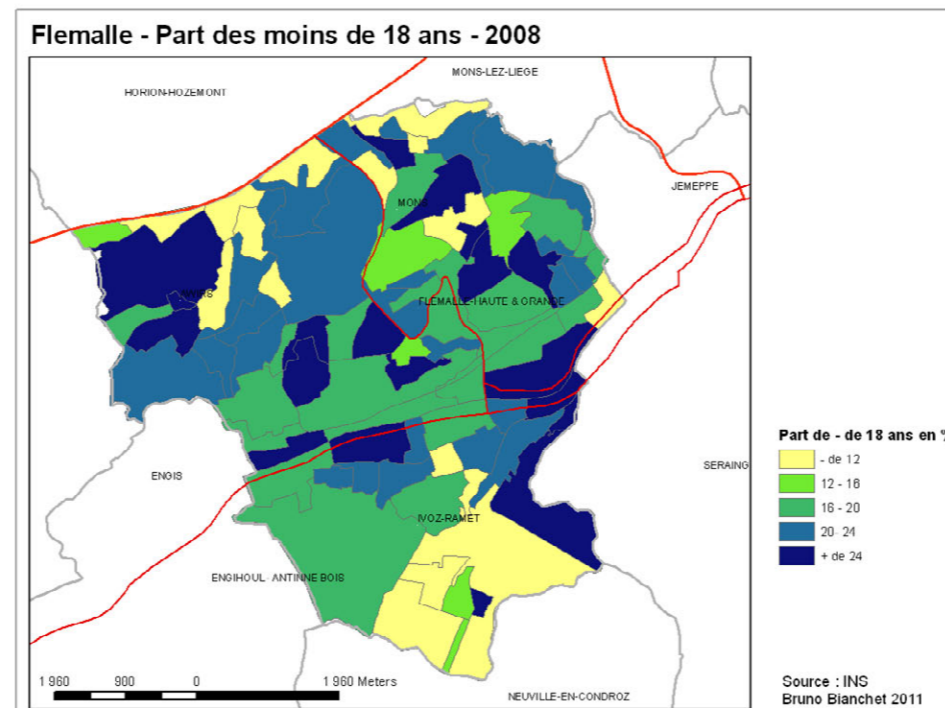 Flemalle - Part des moins de 18 ans - 2008
MONS-LEZ-LIEGE
HORION-HOZEMONT
JEMEPPE
MONS
FLEMALLE-HAUTE & GRANDE
Part de - de 18 ans en %
- de 12
12 - 16
16 - 20
20 - 24
+ de 24
SERAING
ENGIS
IVOZ-RAMET
ENGIHOUL - ANTINNE BOIS
1 960 900 0 1 960 Meters
NEUVILLE-EN-CONDROZ
Source : INS
Bruno Bianchet 2011